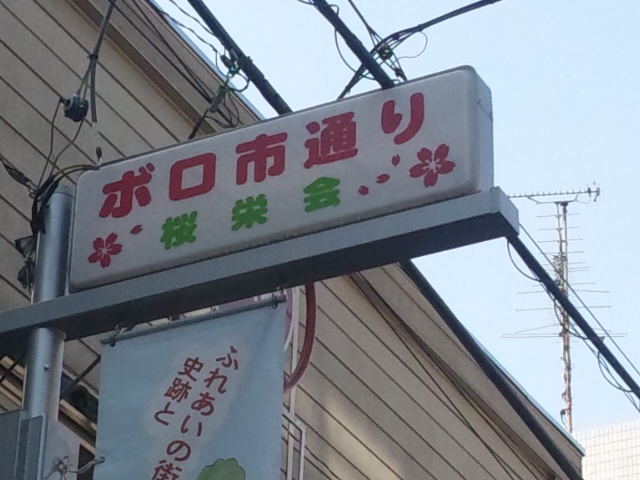 ボロ市通り
桜栄会
史跡と
ふれあいの街